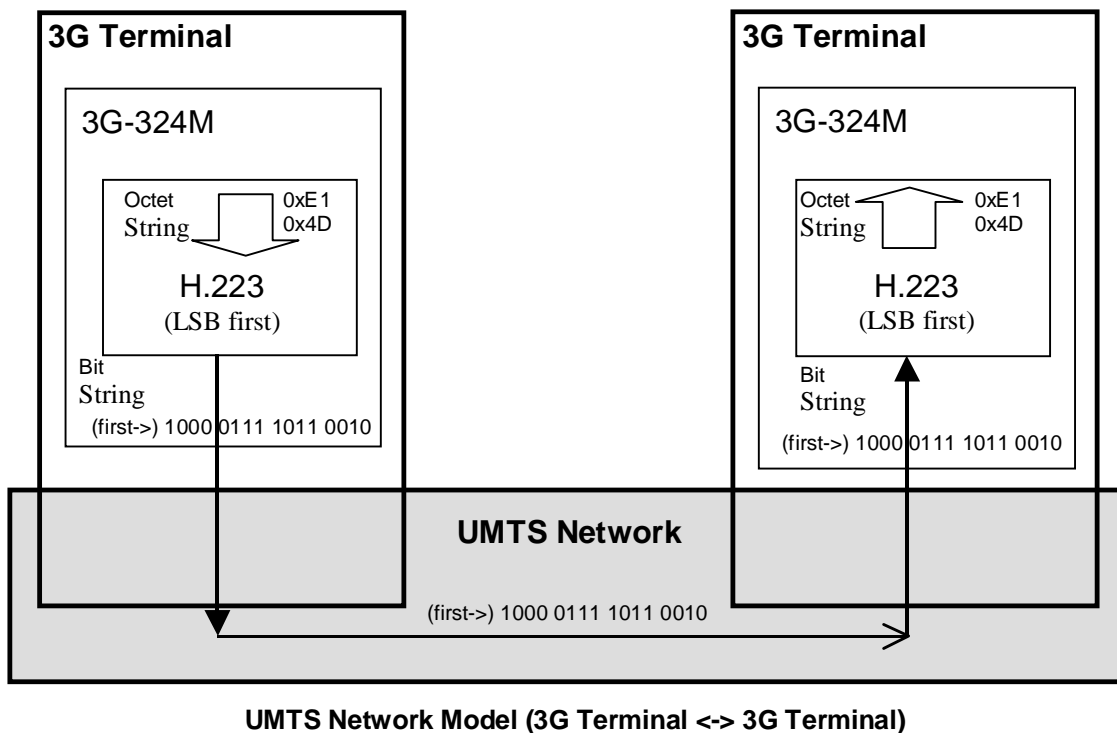 3G Terminal
3G-324M
Octet
String
0xE1
0x4D
H.223
(LSB first)
Bit
String
(first->) 1000 0111 1011 0010
3G Terminal
3G-324M
Octet
String
0xE1
0x4D
H.223
(LSB first)
Bit
String
(first->) 1000 0111 1011 0010
UMTS Network
(first->) 1000 0111 1011 0010
UMTS Network Model (3G Terminal <-> 3G Terminal)